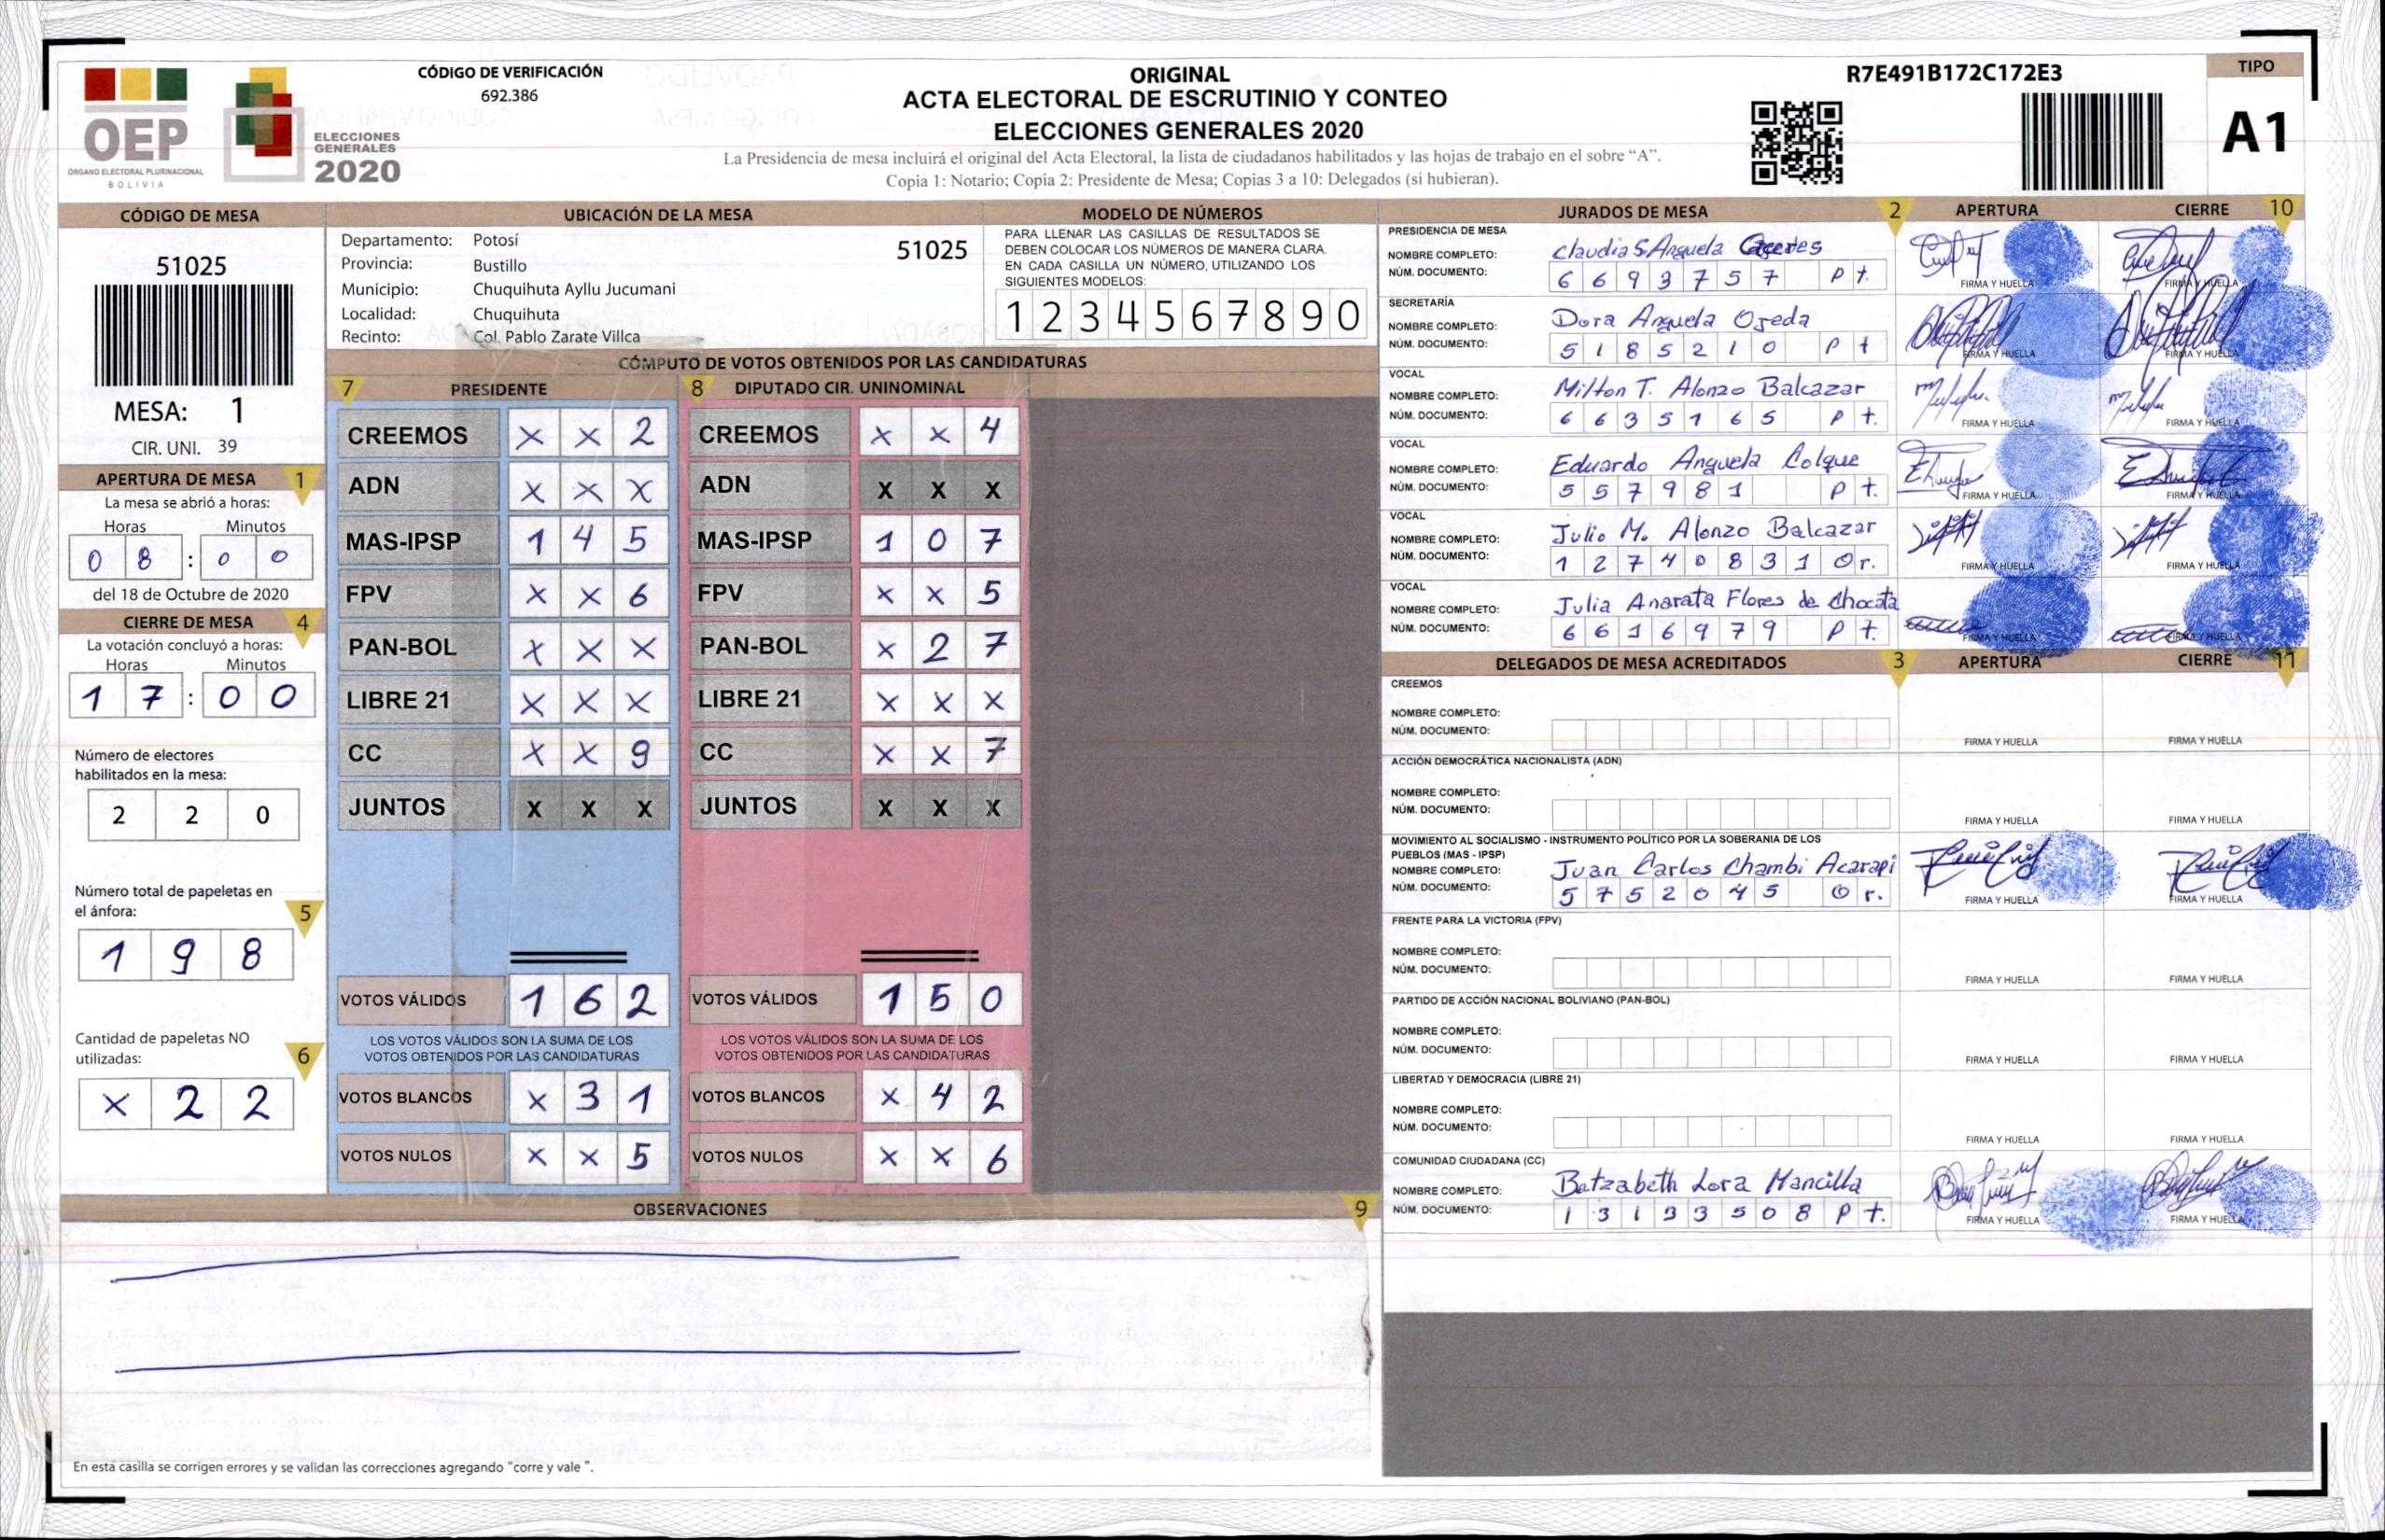 OEP
ÓRGANO ELECTORAL PLURINACIONAL
BOLIVIA
ELECCIONES
GENERALES
2020
CÓDIGO DE VERIFICACIÓN
692.386
ORIGINAL
ACTA ELECTORAL DE ESCRUTINIO Y CONTEO
ELECCIONES GENERALES 2020
La Presidencia de mesa incluirá el original del Acta Electoral, la lista de ciudadanos habilitados y las hojas de trabajo en el sobre “A”.
Copia 1: Notario; Copia 2: Presidente de Mesa; Copias 3 a 10: Delegados (si hubieran).
R7E491B172C172E3
TIPO
A1
CÓDIGO DE MESA
51025
MESA: 1
CIR. UNI. 39
APERTURA DE MESA 1
La mesa se abrió a horas:
Horas Minutos
0 8 : 0 0
del 18 de Octubre de 2020
CIERRE DE MESA 4
La votación concluyó a horas:
Horas Minutos
1 7 : 0 0
Número de electores
habilitados en la mesa:
2 2 0
Número total de papeletas en
el ánfora: 5
1 9 8
Cantidad de papeletas NO
utilizadas: 6
X 2 2
UBICACIÓN DE LA MESA
Departamento: Potosí 51025
Provincia: Bustillo
Municipio: Chuquihuta Ayllu Jucumani
Localidad: Chuquihuta
Recinto: Col. Pablo Zarate Villca
MODELO DE NÚMEROS
PARA LLENAR LAS CASILLAS DE RESULTADOS SE
DEBEN COLOCAR LOS NÚMEROS DE MANERA CLARA.
EN CADA CASILLA UN NÚMERO, UTILIZANDO LOS
SIGUIENTES MODELOS:
1 2 3 4 5 6 7 8 9 0
CÓMPUTO DE VOTOS OBTENIDOS POR LAS CANDIDATURAS
7 PRESIDENTE
CREEMOS X X 2
ADN X X X
MAS-IPSP 1 4 5
FPV X X 6
PAN-BOL X X X
LIBRE 21 X X X
CC X X 9
JUNTOS X X X
VOTOS VÁLIDOS 1 6 2
LOS VOTOS VÁLIDOS SON LA SUMA DE LOS
VOTOS OBTENIDOS POR LAS CANDIDATURAS
VOTOS BLANCOS X 3 1
VOTOS NULOS X X 5
8 DIPUTADO CIR. UNINOMINAL
CREEMOS X X 4
ADN X X X
MAS-IPSP 1 0 7
FPV X X 5
PAN-BOL X 2 7
LIBRE 21 X X X
CC X X 7
JUNTOS X X X
VOTOS VÁLIDOS 1 5 0
LOS VOTOS VÁLIDOS SON LA SUMA DE LOS
VOTOS OBTENIDOS POR LAS CANDIDATURAS
VOTOS BLANCOS X 4 2
VOTOS NULOS X X 6
OBSERVACIONES 9
En esta casilla se corrigen errores y se validan las correcciones agregando "corre y vale ".
JURADOS DE MESA 2 APERTURA CIERRE 10
PRESIDENCIA DE MESA
NOMBRE COMPLETO: Claudia S. Anguela Caceres
NÚM. DOCUMENTO: 6 6 9 3 7 5 7 P t.
FIRMA Y HUELLA FIRMA Y HUELLA
SECRETARÍA
NOMBRE COMPLETO: Dora Anguela Ojeda
NÚM. DOCUMENTO: 5 1 8 5 2 1 0 P t
FIRMA Y HUELLA FIRMA Y HUELLA
VOCAL
NOMBRE COMPLETO: Milton T. Alonzo Balcazar
NÚM. DOCUMENTO: 6 6 3 5 1 6 5 P t.
FIRMA Y HUELLA FIRMA Y HUELLA
VOCAL
NOMBRE COMPLETO: Eduardo Anguela Colque
NÚM. DOCUMENTO: 5 5 7 9 8 1 P t.
FIRMA Y HUELLA FIRMA Y HUELLA
VOCAL
NOMBRE COMPLETO: Julio M. Alonzo Balcazar
NÚM. DOCUMENTO: 1 2 7 4 0 8 3 1 O r.
FIRMA Y HUELLA FIRMA Y HUELLA
VOCAL
NOMBRE COMPLETO: Julia Anarata Flores de Chocata
NÚM. DOCUMENTO: 6 6 1 6 9 7 9 P t.
FIRMA Y HUELLA FIRMA Y HUELLA
DELEGADOS DE MESA ACREDITADOS 3 APERTURA CIERRE 11
CREEMOS
NOMBRE COMPLETO:
NÚM. DOCUMENTO:
FIRMA Y HUELLA FIRMA Y HUELLA
ACCIÓN DEMOCRÁTICA NACIONALISTA (ADN)
NOMBRE COMPLETO:
NÚM. DOCUMENTO:
FIRMA Y HUELLA FIRMA Y HUELLA
MOVIMIENTO AL SOCIALISMO - INSTRUMENTO POLÍTICO POR LA SOBERANIA DE LOS
PUEBLOS (MAS - IPSP)
NOMBRE COMPLETO: Juan Carlos Chambi Acarapi
NÚM. DOCUMENTO: 5 7 5 2 0 4 5 O r.
FIRMA Y HUELLA FIRMA Y HUELLA
FRENTE PARA LA VICTORIA (FPV)
NOMBRE COMPLETO:
NÚM. DOCUMENTO:
FIRMA Y HUELLA FIRMA Y HUELLA
PARTIDO DE ACCIÓN NACIONAL BOLIVIANO (PAN-BOL)
NOMBRE COMPLETO:
NÚM. DOCUMENTO:
FIRMA Y HUELLA FIRMA Y HUELLA
LIBERTAD Y DEMOCRACIA (LIBRE 21)
NOMBRE COMPLETO:
NÚM. DOCUMENTO:
FIRMA Y HUELLA FIRMA Y HUELLA
COMUNIDAD CIUDADANA (CC)
NOMBRE COMPLETO: Betzabeth Lora Mancilla
NÚM. DOCUMENTO: 1 3 1 3 3 5 0 8 P t.
FIRMA Y HUELLA FIRMA Y HUELLA